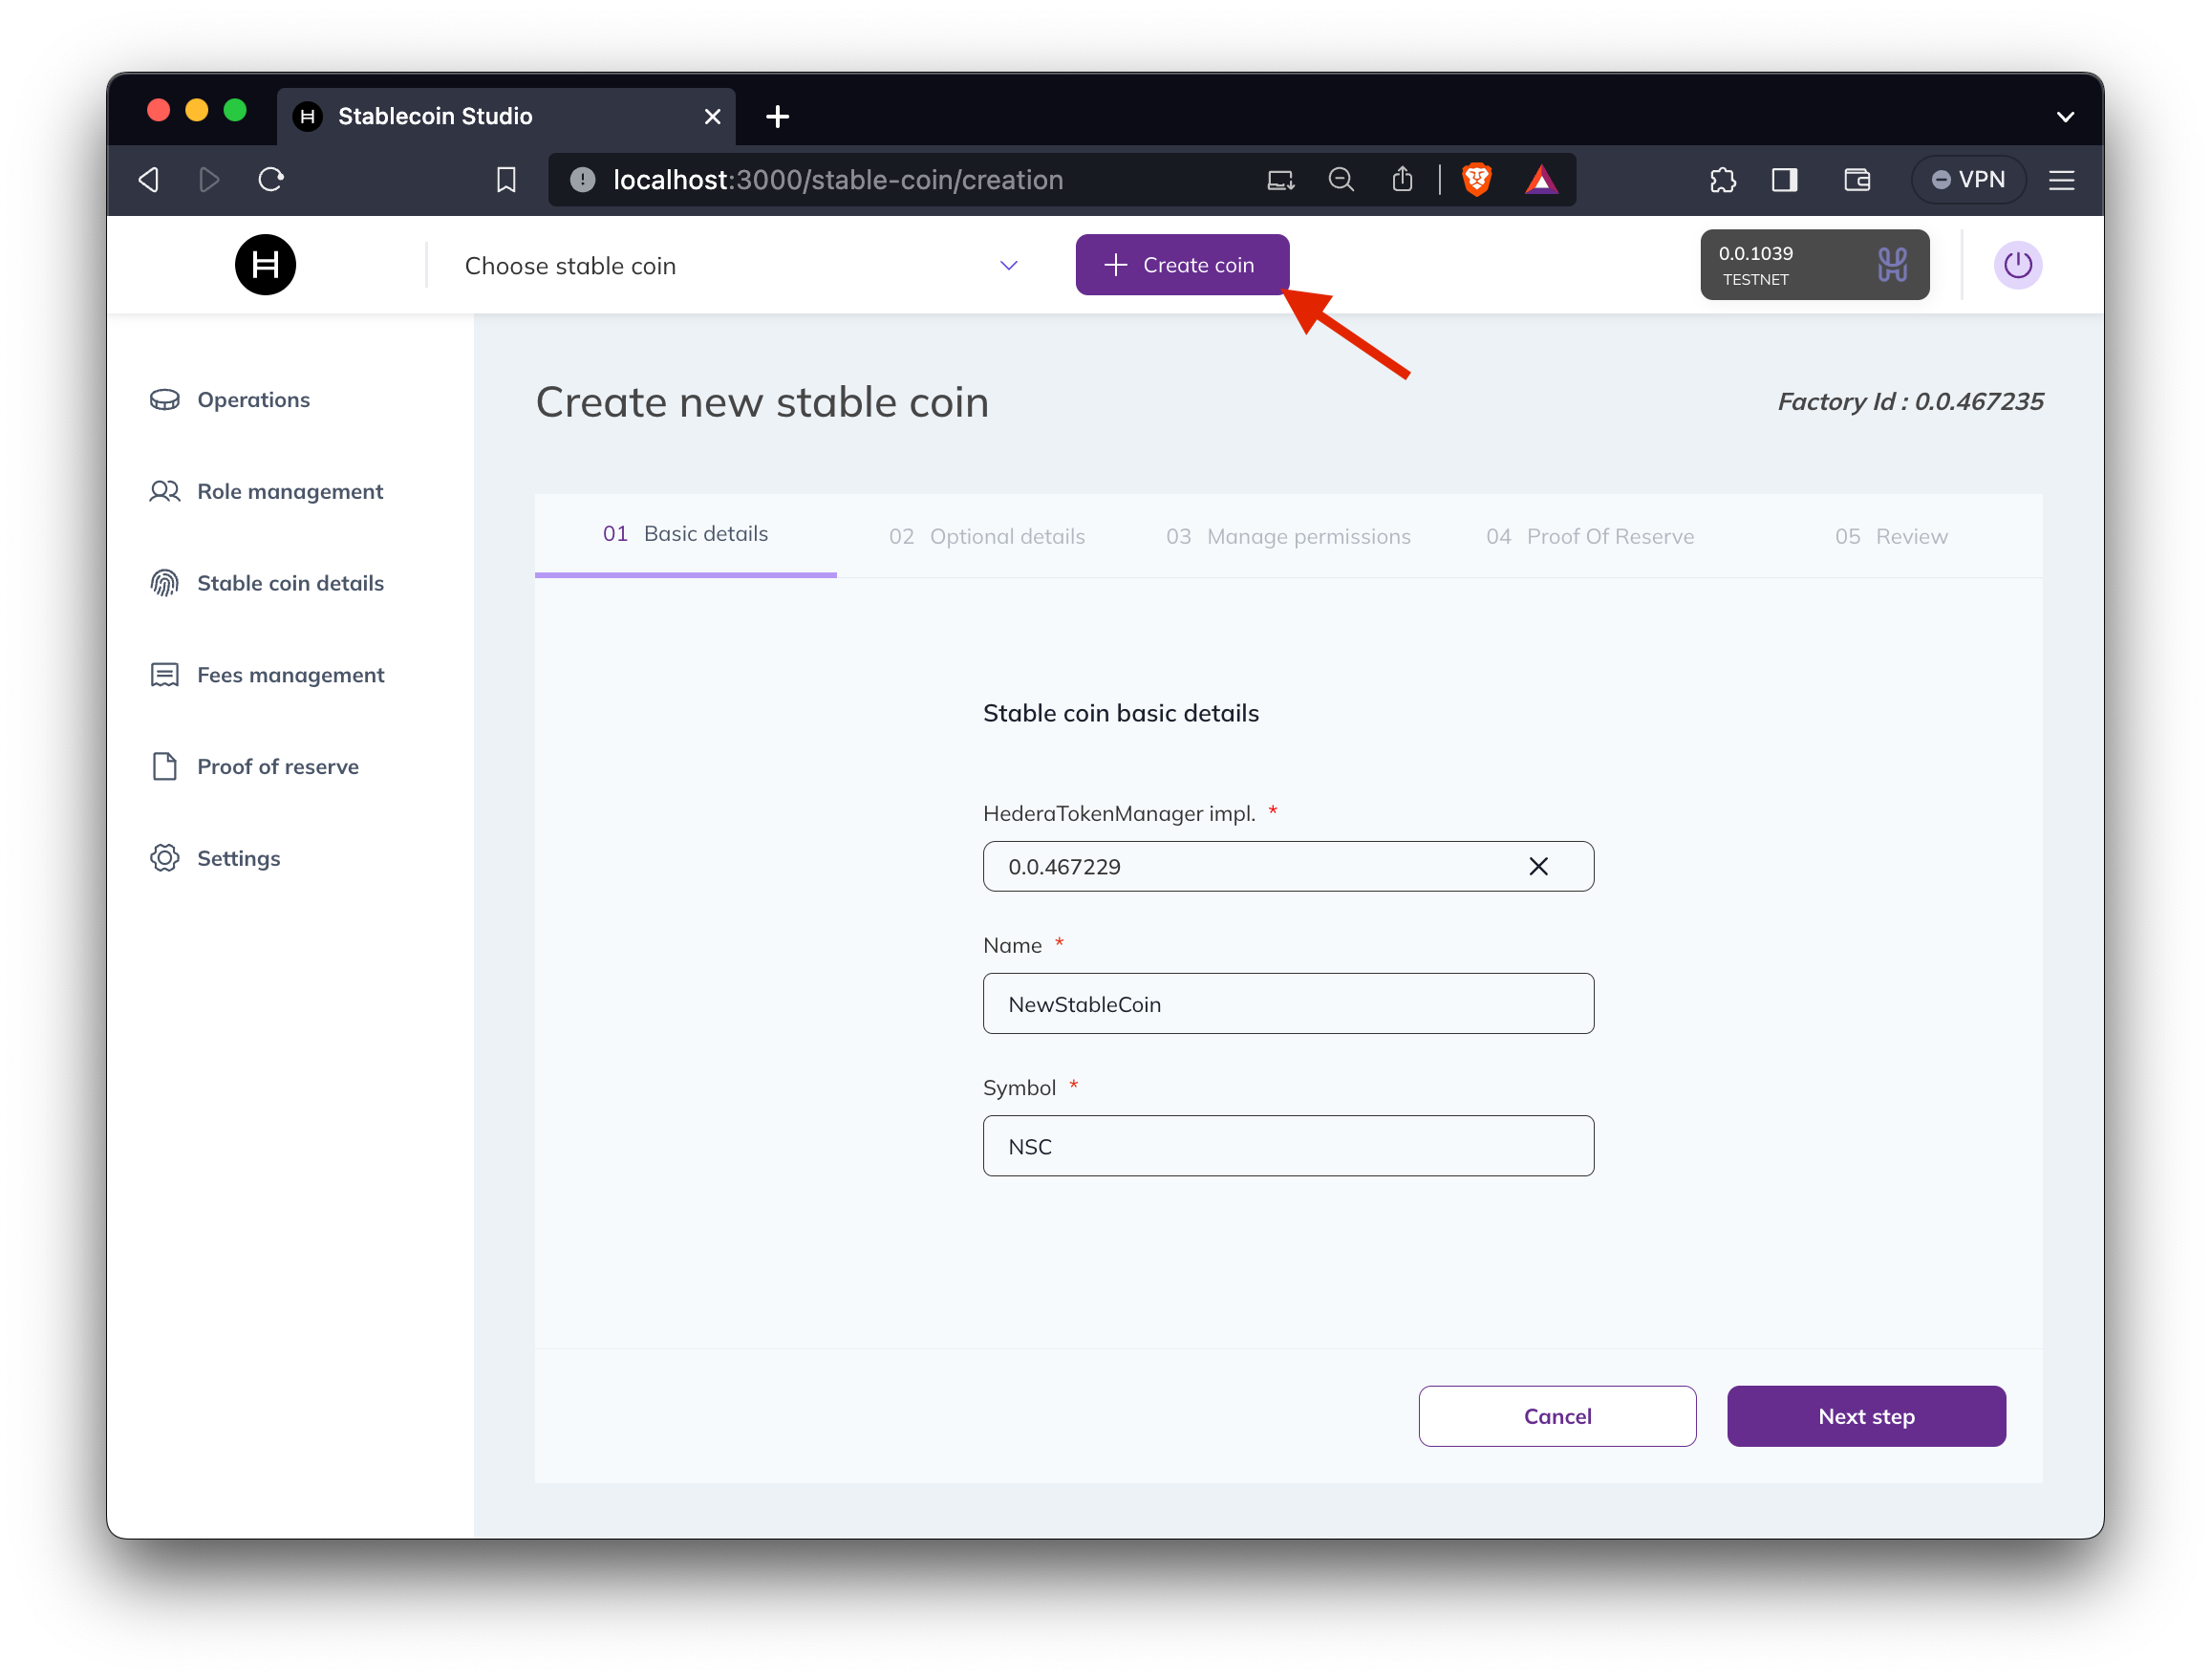 Stablecoin Studio
localhost:3000/stable-coin/creation
VPN
Choose stable coin
Create coin
0.0.1039
TESTNET
Operations
Role management
Stable coin details
Fees management
Proof of reserve
Settings
Create new stable coin
Factory Id : 0.0.467235
01 Basic details
02 Optional details
03 Manage permissions
04 Proof Of Reserve
05 Review
Stable coin basic details
HederaTokenManager impl. *
0.0.467229
Name *
NewStableCoin
Symbol *
NSC
Cancel
Next step